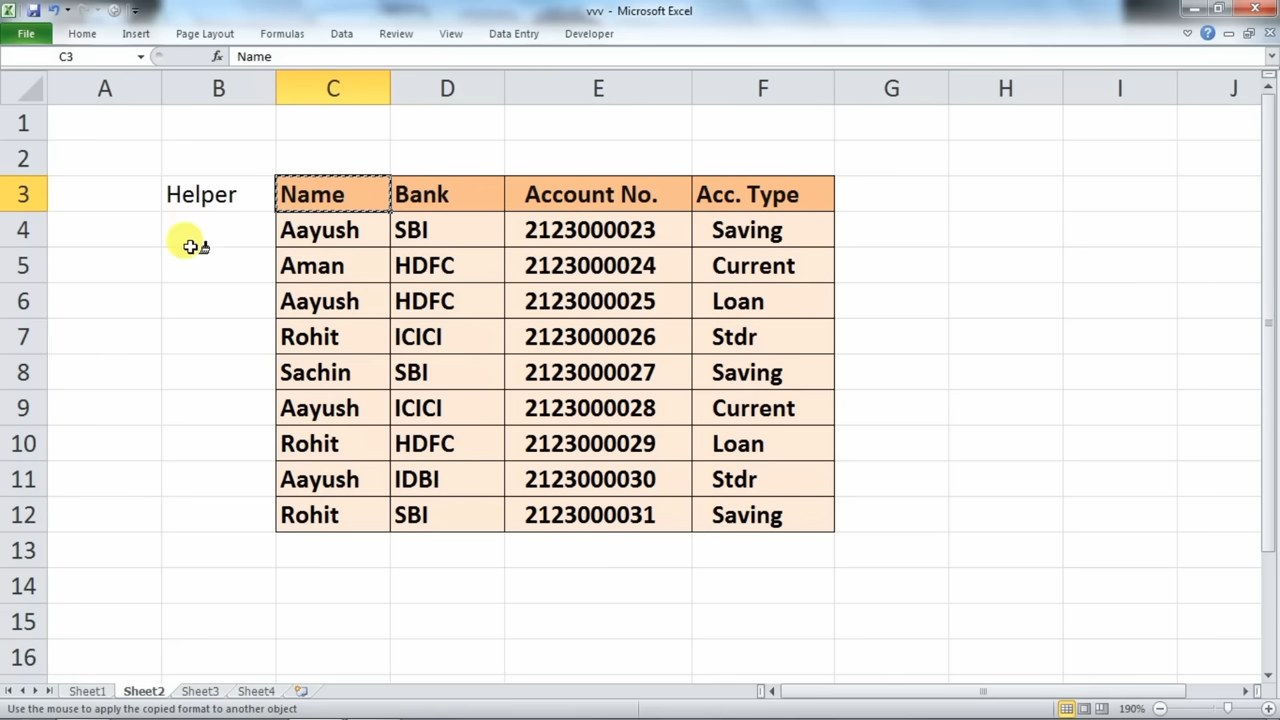 vvv - Microsoft Excel
File Home Insert Page Layout Formulas Data Review View Data Entry Developer
C3 fx Name
A B C D E F G H I J
1
2
3 Helper Name Bank Account No. Acc. Type
4 Aayush SBI 2123000023 Saving
5 Aman HDFC 2123000024 Current
6 Aayush HDFC 2123000025 Loan
7 Rohit ICICI 2123000026 Stdr
8 Sachin SBI 2123000027 Saving
9 Aayush ICICI 2123000028 Current
10 Rohit HDFC 2123000029 Loan
11 Aayush IDBI 2123000030 Stdr
12 Rohit SBI 2123000031 Saving
13
14
15
16
Sheet1 Sheet2 Sheet3 Sheet4
Use the mouse to apply the copied format to another object 190%